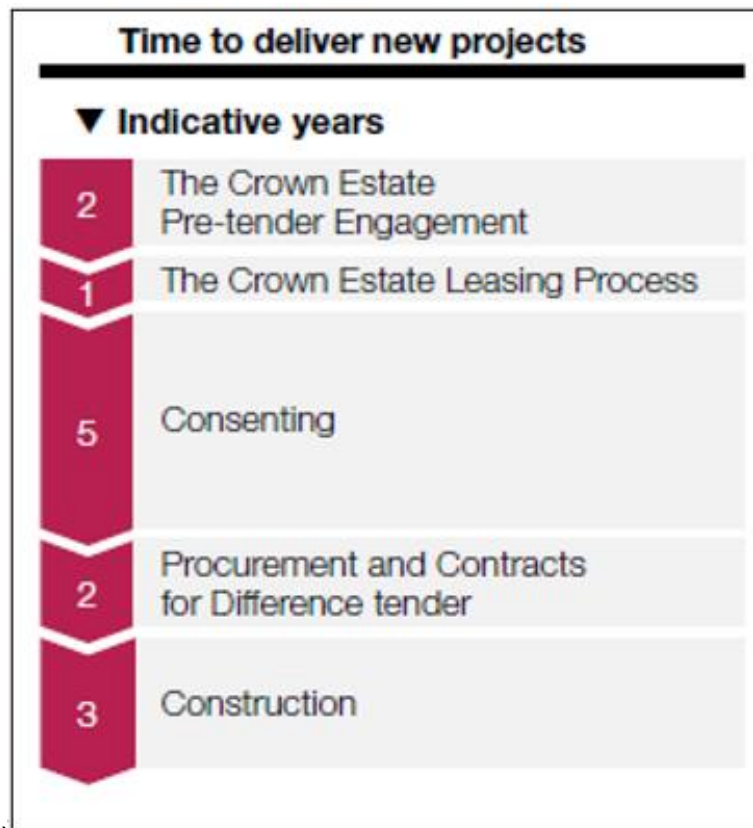 Time to deliver new projects
▼ Indicative years
2
The Crown Estate
Pre-tender Engagement
1
The Crown Estate Leasing Process
5
Consenting
2
Procurement and Contracts
for Difference tender
3
Construction